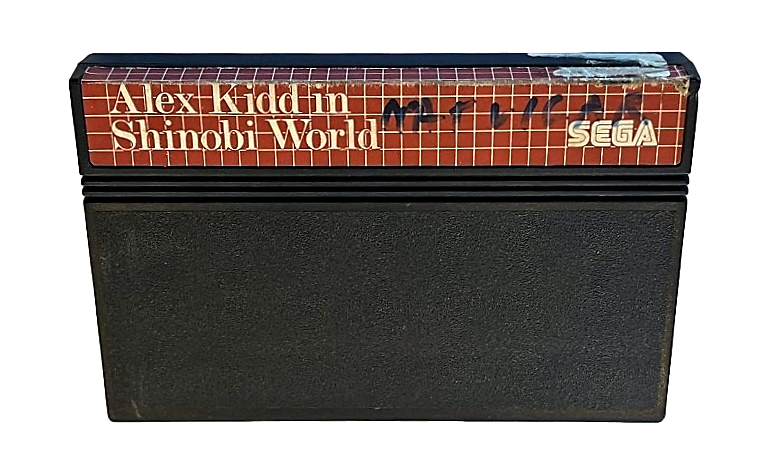 Alex Kidd in
Shinobi World
SEGA